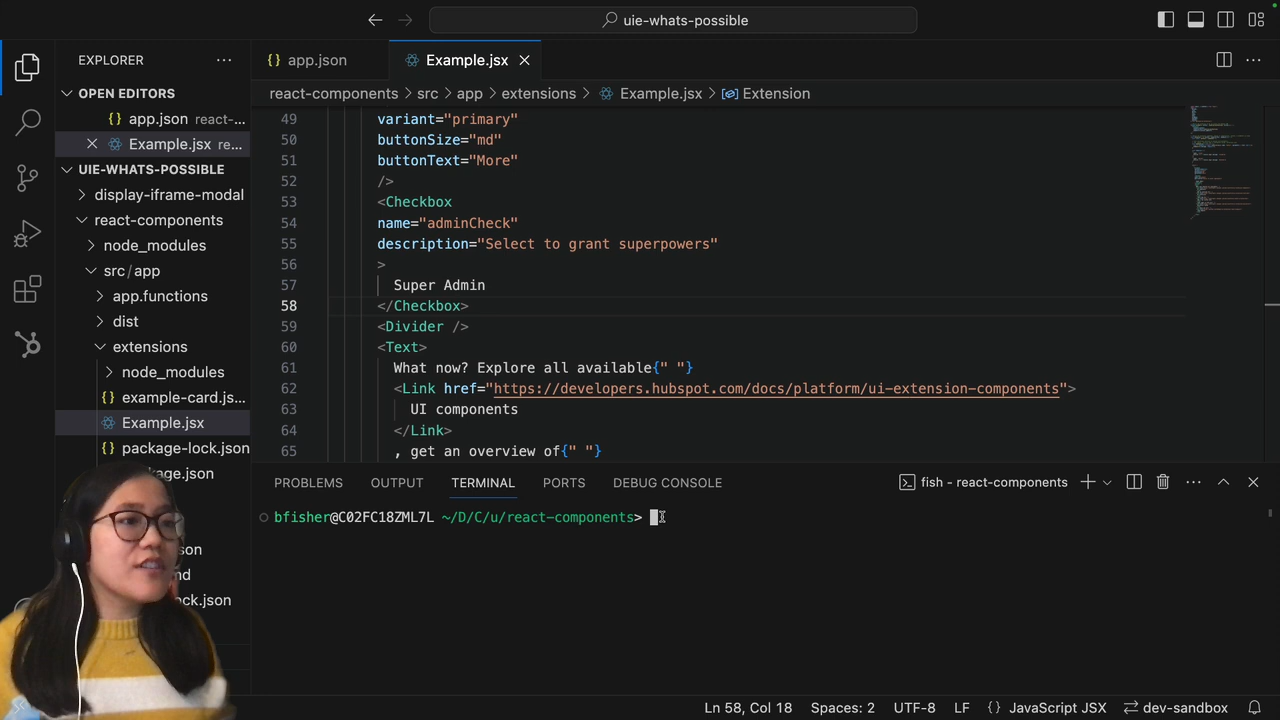 uie-whats-possible
EXPLORER
OPEN EDITORS
app.json react-...
Example.jsx re...
UIE-WHATS-POSSIBLE
display-iframe-modal
react-components
node_modules
src/app
app.functions
dist
extensions
node_modules
example-card.js...
Example.jsx
package-lock.json
app.json
Example.jsx
react-components > src > app > extensions > Example.jsx > Extension
49 variant="primary"
50 buttonSize="md"
51 buttonText="More"
52 />
53 <Checkbox
54 name="adminCheck"
55 description="Select to grant superpowers"
56 >
57 Super Admin
58 </Checkbox>
59 <Divider />
60 <Text>
61 What now? Explore all available{" "}
62 <Link href="https://developers.hubspot.com/docs/platform/ui-extension-components">
63 UI components
64 </Link>
65 , get an overview of{" "}
PROBLEMS OUTPUT TERMINAL PORTS DEBUG CONSOLE
fish - react-components
bfisher@C02FC18ZML7L ~/D/C/u/react-components>
Ln 58, Col 18 Spaces: 2 UTF-8 LF {} JavaScript JSX dev-sandbox